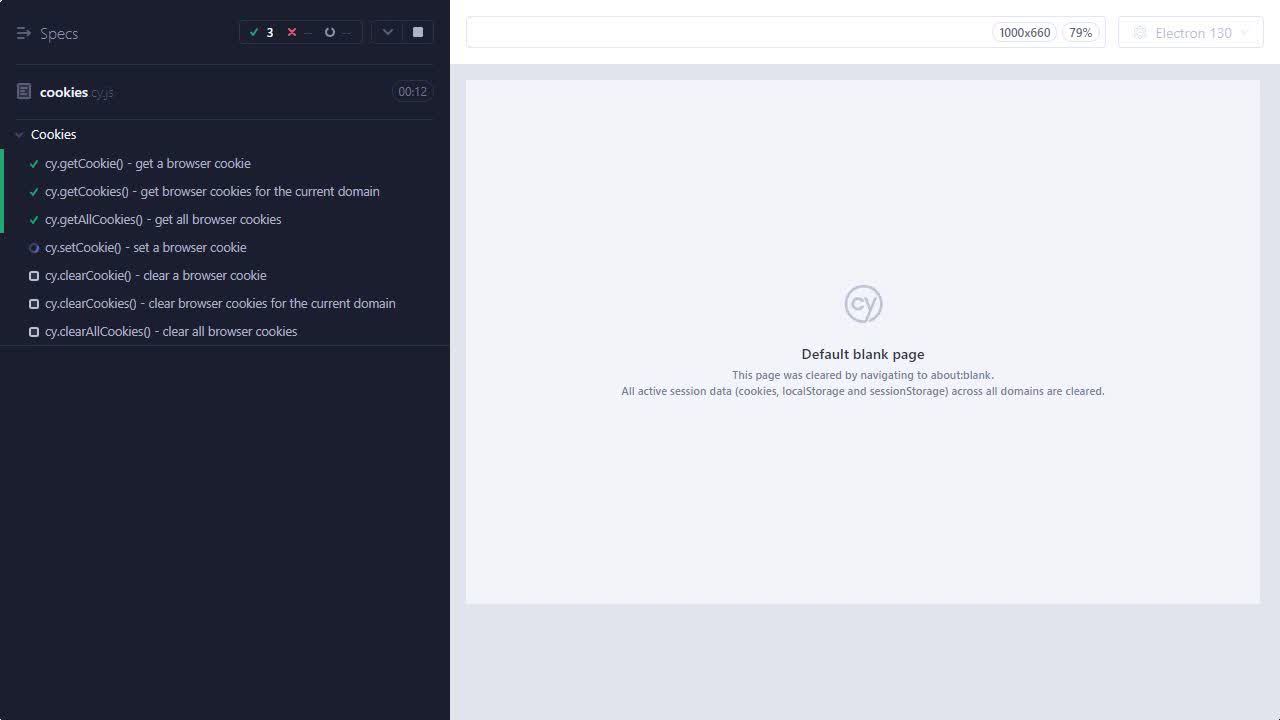 Specs
3
--
--
1000x660
79%
Electron 130
cookies cy.js
00:12
Cookies
cy.getCookie() - get a browser cookie
cy.getCookies() - get browser cookies for the current domain
cy.getAllCookies() - get all browser cookies
cy.setCookie() - set a browser cookie
cy.clearCookie() - clear a browser cookie
cy.clearCookies() - clear browser cookies for the current domain
cy.clearAllCookies() - clear all browser cookies
cy
Default blank page
This page was cleared by navigating to about:blank.
All active session data (cookies, localStorage and sessionStorage) across all domains are cleared.